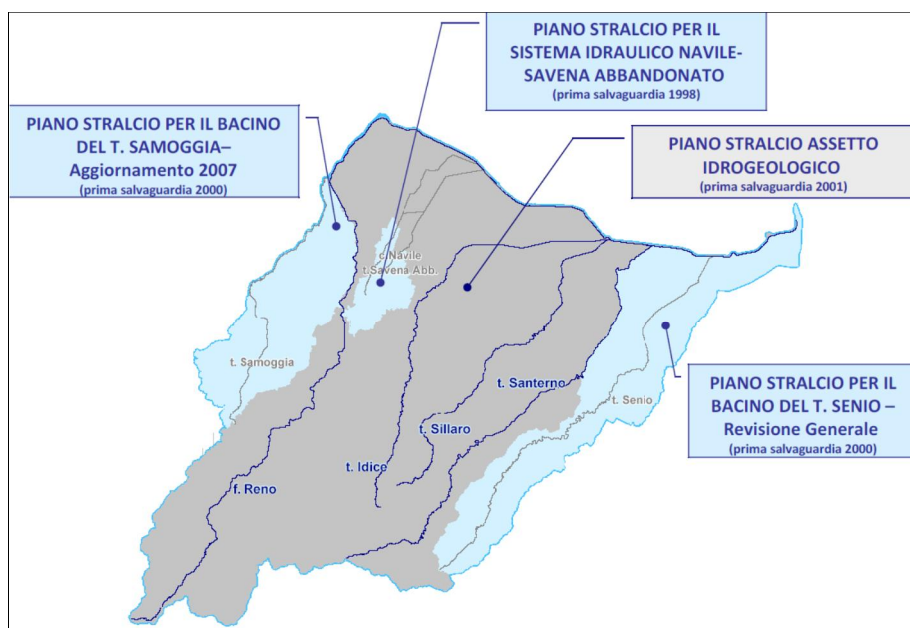 PIANO STRALCIO PER IL
SISTEMA IDRAULICO NAVILE-
SAVENA ABBANDONATO
(prima salvaguardia 1998)
PIANO STRALCIO PER IL BACINO
DEL T. SAMOGGIA–
Aggiornamento 2007
(prima salvaguardia 2000)
PIANO STRALCIO ASSETTO
IDROGEOLOGICO
(prima salvaguardia 2001)
c. Navile
t.Savena Abb.
t. Samoggia
t. Santerno
t. Senio
PIANO STRALCIO PER IL
BACINO DEL T. SENIO –
Revisione Generale
(prima salvaguardia 2000)
t. Sillaro
t. Idice
f. Reno